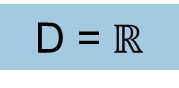 D = ℝ